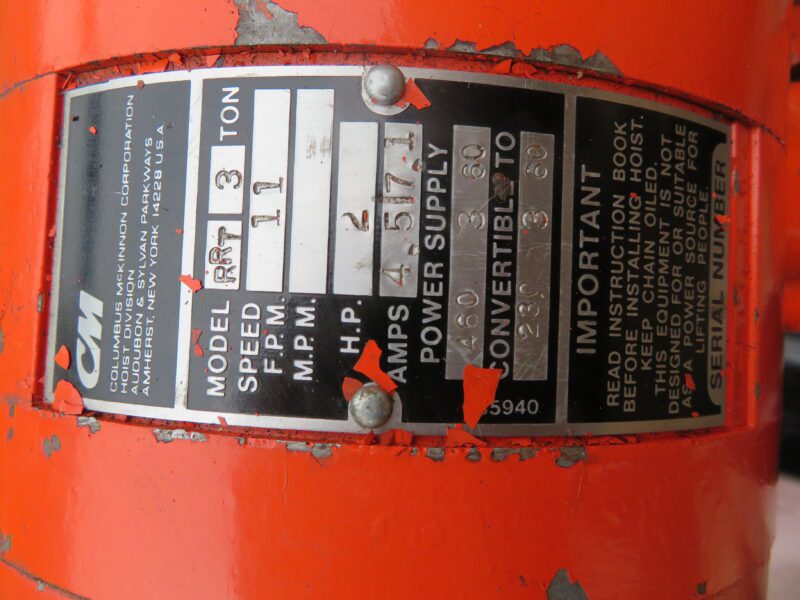 CM
COLUMBUS McKINNON CORPORATION
HOIST DIVISION
AUDUBON & SYLVAN PARKWAYS
AMHERST, NEW YORK 14228 U.S.A.
MODEL RRT 3 TON
SPEED
F.P.M. 11
M.P.M.
H.P. 2
AMPS 4.5 7.1
POWER SUPPLY
460 3 60
CONVERTIBLE TO
230 3 60
5940
IMPORTANT
READ INSTRUCTION BOOK
BEFORE INSTALLING HOIST.
KEEP CHAIN OILED.
THIS EQUIPMENT IS NOT
DESIGNED FOR OR SUITABLE
AS A POWER SOURCE FOR
LIFTING PEOPLE.
SERIAL NUMBER